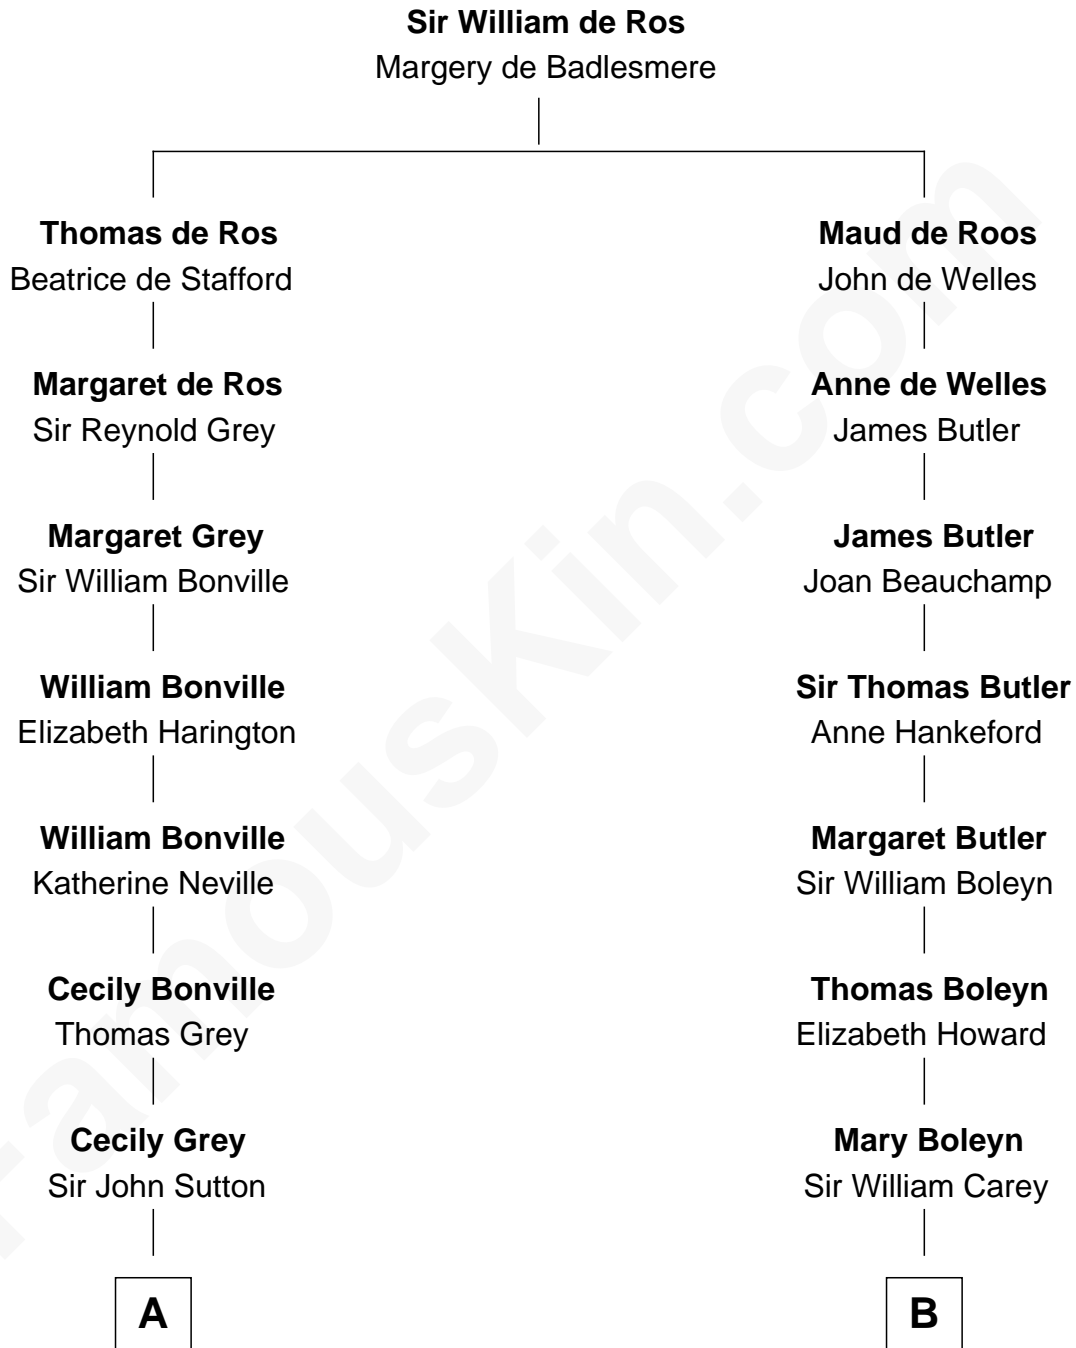 Sir William de Ros
Margery de Badlesmere
Thomas de Ros
Beatrice de Stafford
Maud de Roos
John de Welles
Margaret de Ros
Sir Reynold Grey
Anne de Welles
James Butler
Margaret Grey
Sir William Bonville
James Butler
Joan Beauchamp
William Bonville
Elizabeth Harington
Sir Thomas Butler
Anne Hankeford
William Bonville
Katherine Neville
Margaret Butler
Sir William Boleyn
Cecily Bonville
Thomas Grey
Thomas Boleyn
Elizabeth Howard
Cecily Grey
Sir John Sutton
Mary Boleyn
Sir William Carey
A
B
FamousKin.com